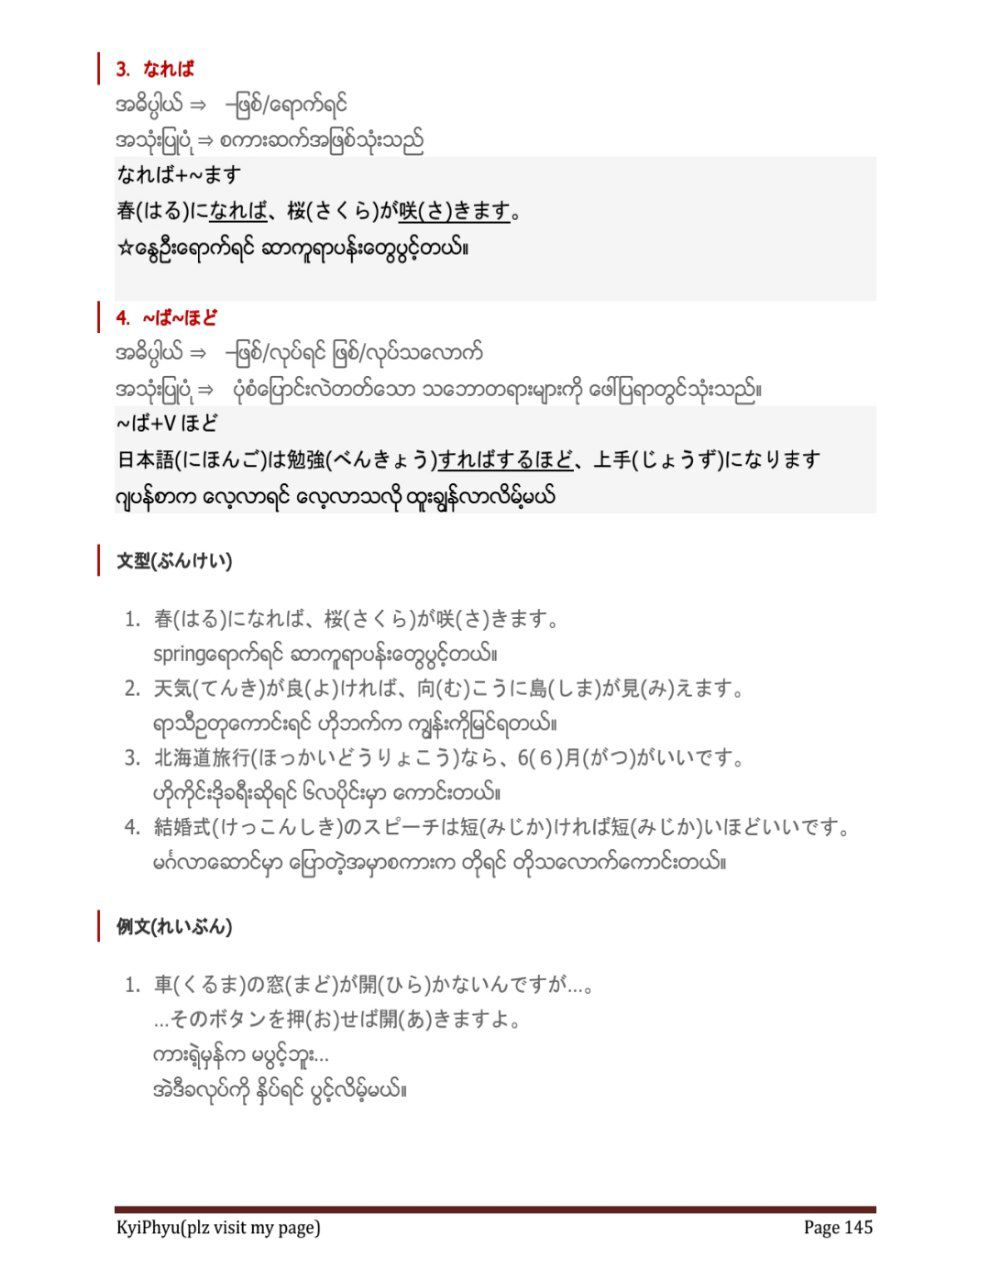 3. なれば
အဓိပ္ပါယ် ⇒ –ဖြစ်/ရောက်ရင်
အသုံးပြုပုံ ⇒ စကားဆက်အဖြစ်သုံးသည်
なれば+~ます
春(はる)になれば、桜(さくら)が咲(さ)きます。
☆နွေဦးရောက်ရင် ဆာကူရာပန်းတွေပွင့်တယ်။
4. ~ば~ほど
အဓိပ္ပါယ် ⇒ –ဖြစ်/လုပ်ရင် ဖြစ်/လုပ်သလောက်
အသုံးပြုပုံ ⇒ ပုံစံပြောင်းလဲတတ်သော သဘောတရားများကို ဖေါ်ပြရာတွင်သုံးသည်။
~ば+V ほど
日本語(にほんご)は勉強(べんきょう)すればするほど、上手(じょうず)になります
ဂျပန်စာက လေ့လာရင် လေ့လာသလို ထူးချွန်လာလိမ့်မယ်
文型(ぶんけい)
1. 春(はる)になれば、桜(さくら)が咲(さ)きます。
springရောက်ရင် ဆာကူရာပန်းတွေပွင့်တယ်။
2. 天気(てんき)が良(よ)ければ、向(む)こうに島(しま)が見(み)えます。
ရာသီဥတုကောင်းရင် ဟိုဘက်က ကျွန်းကိုမြင်ရတယ်။
3. 北海道旅行(ほっかいどうりょこう)なら、6(６)月(がつ)がいいです。
ဟိုကိုင်းဒိုခရီးဆိုရင် ၆လပိုင်းမှာ ကောင်းတယ်။
4. 結婚式(けっこんしき)のスピーチは短(みじか)ければ短(みじか)いほどいいです。
မင်္ဂလာဆောင်မှာ ပြောတဲ့အမှာစကားက တိုရင် တိုသလောက်ကောင်းတယ်။
例文(れいぶん)
1. 車(くるま)の窓(まど)が開(ひら)かないんですが…。
…そのボタンを押(お)せば開(あ)きますよ。
ကားရဲ့မှန်က မပွင့်ဘူး…
အဲဒီခလုပ်ကို နှိပ်ရင် ပွင့်လိမ့်မယ်။
KyiPhyu(plz visit my page) Page 145